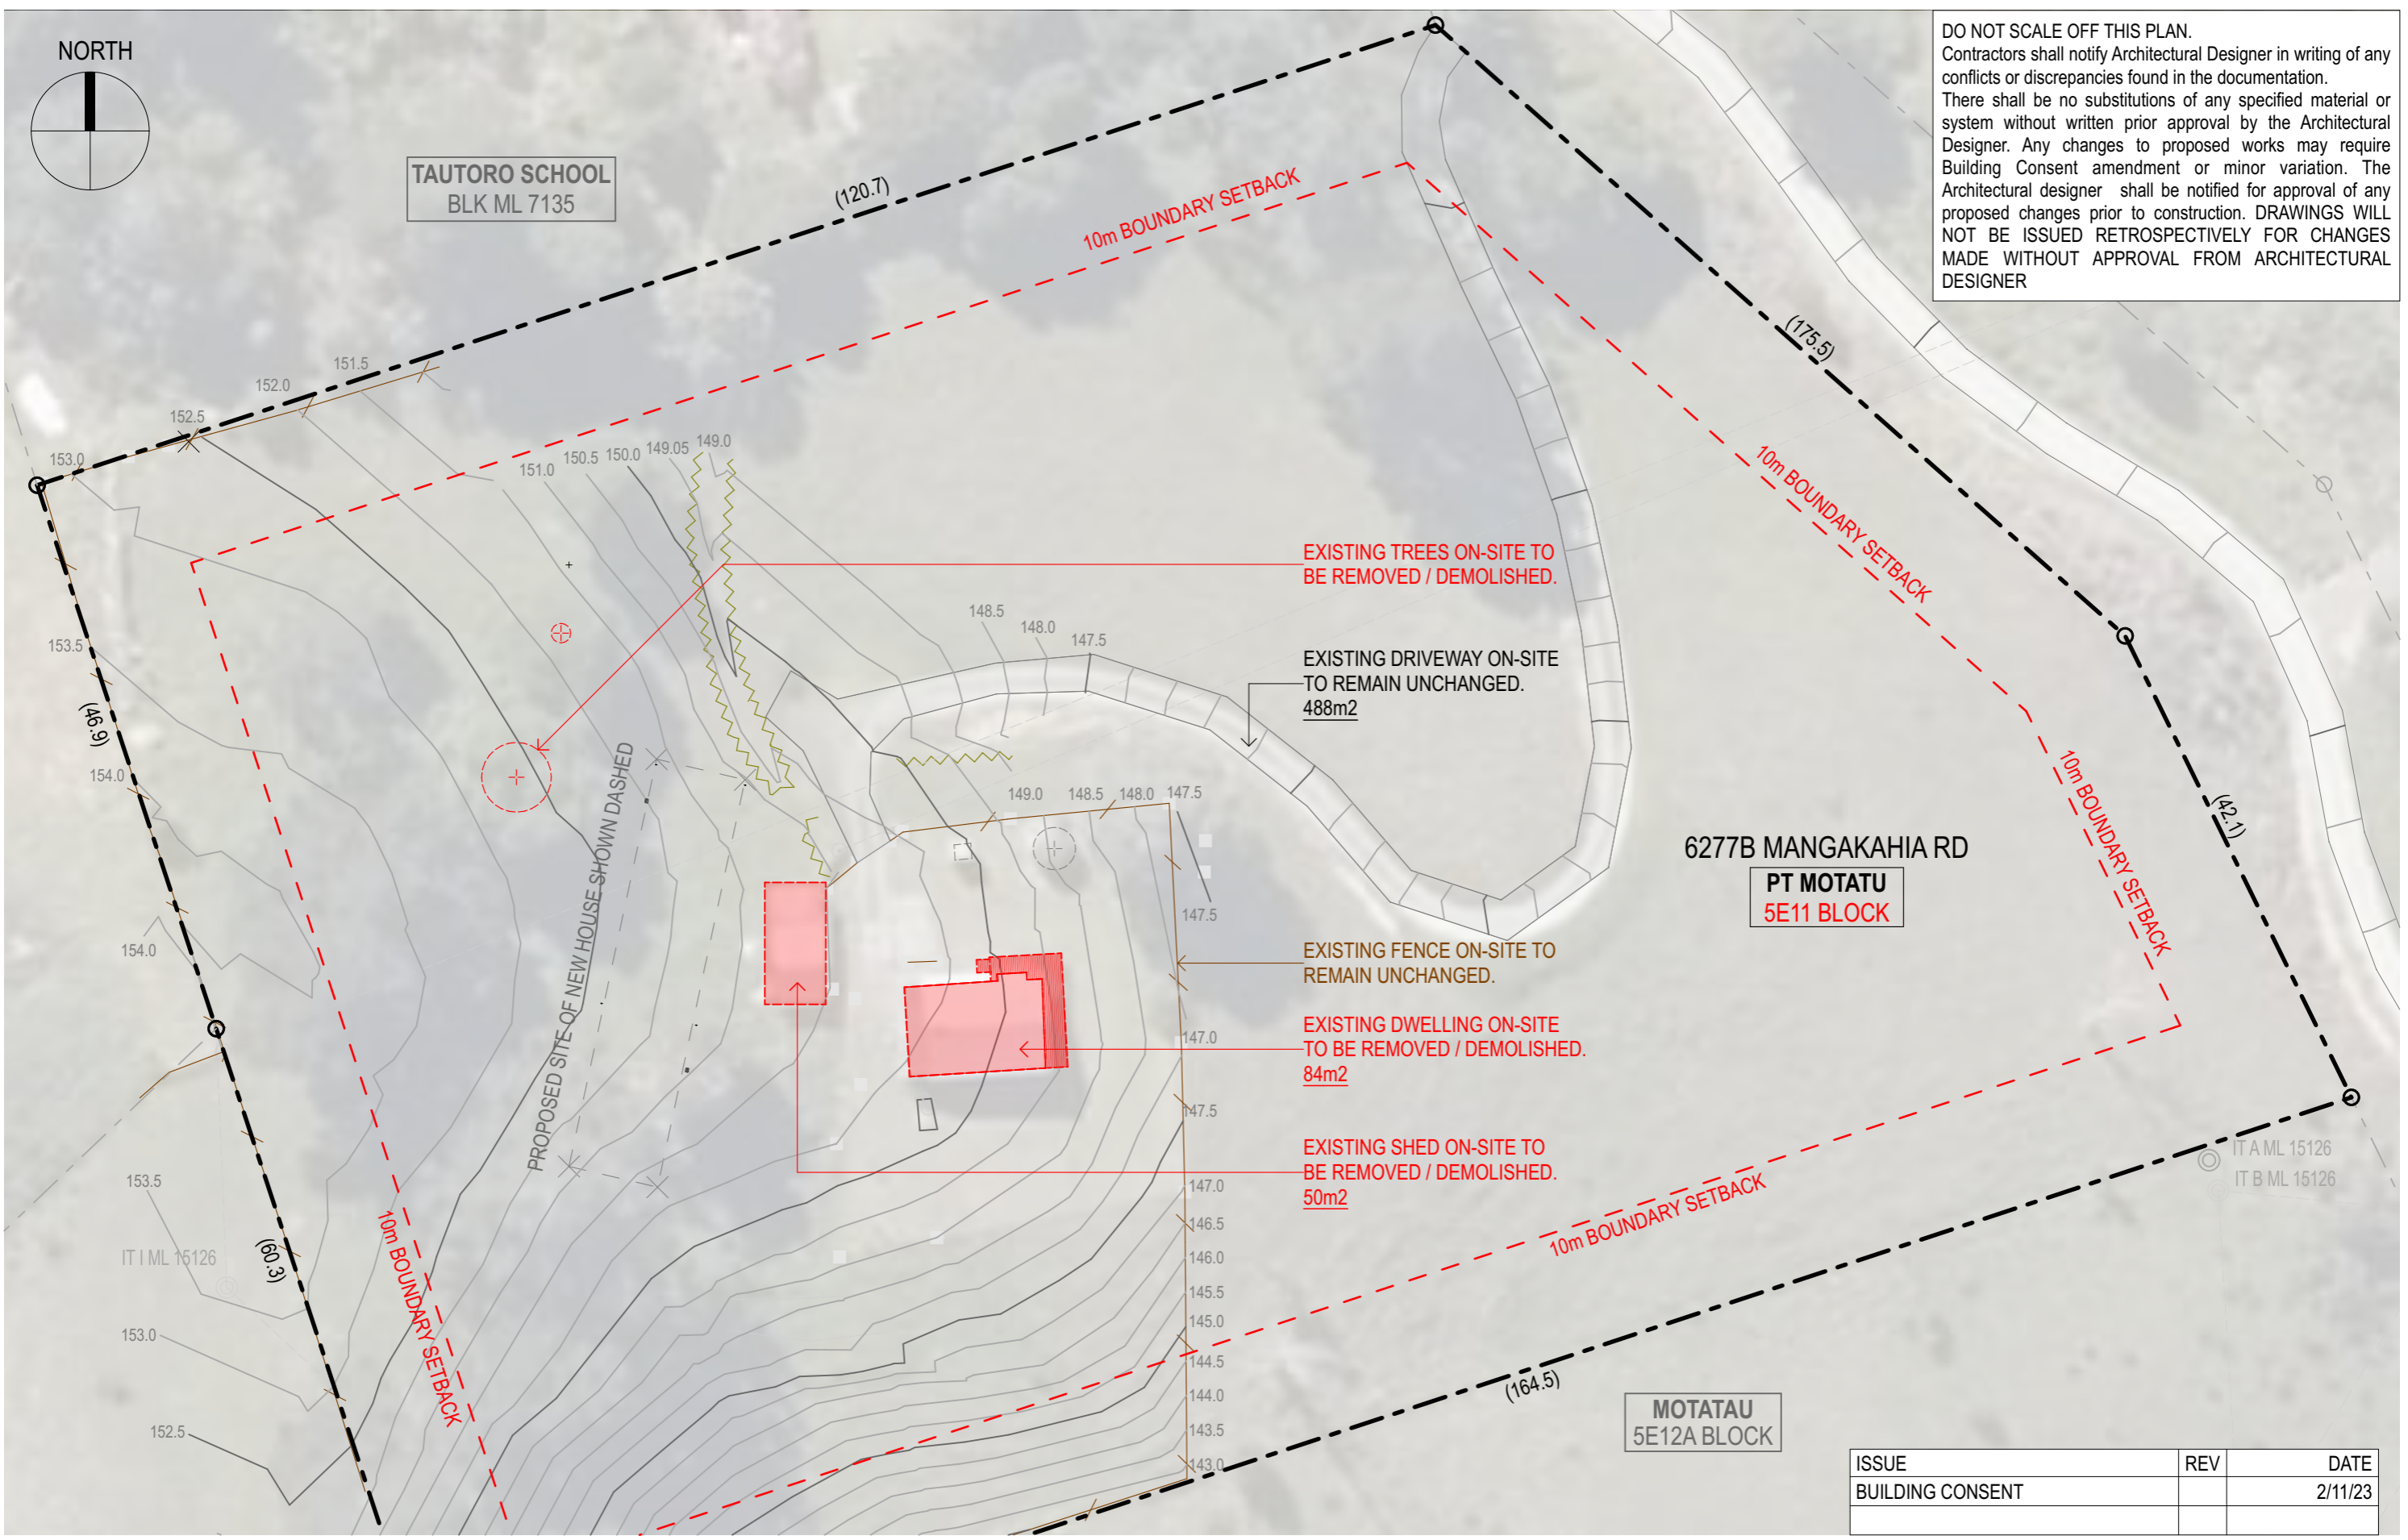 NORTH
DO NOT SCALE OFF THIS PLAN.
Contractors shall notify Architectural Designer in writing of any
conflicts or discrepancies found in the documentation.
There shall be no substitutions of any specified material or
system without written prior approval by the Architectural
Designer. Any changes to proposed works may require
Building Consent amendment or minor variation. The
Architectural designer shall be notified for approval of any
proposed changes prior to construction. DRAWINGS WILL
NOT BE ISSUED RETROSPECTIVELY FOR CHANGES
MADE WITHOUT APPROVAL FROM ARCHITECTURAL
DESIGNER
TAUTORO SCHOOL
BLK ML 7135
(120.7)
10m BOUNDARY SETBACK
(175.5)
10m BOUNDARY SETBACK
151.5
152.0
152.5
153.0
151.0
150.5
150.0
149.05
149.0
EXISTING TREES ON-SITE TO
BE REMOVED / DEMOLISHED.
148.5
148.0
147.5
153.5
(46.9)
154.0
EXISTING DRIVEWAY ON-SITE
TO REMAIN UNCHANGED.
488m2
PROPOSED SITE OF NEW HOUSE SHOWN DASHED
149.0
148.5
148.0
147.5
10m BOUNDARY SETBACK
(42.1)
6277B MANGAKAHIA RD
PT MOTATU
5E11 BLOCK
147.5
154.0
EXISTING FENCE ON-SITE TO
REMAIN UNCHANGED.
147.0
EXISTING DWELLING ON-SITE
TO BE REMOVED / DEMOLISHED.
84m2
147.5
EXISTING SHED ON-SITE TO
BE REMOVED / DEMOLISHED.
50m2
IT A ML 15126
IT B ML 15126
153.5
147.0
146.5
146.0
145.5
145.0
144.5
144.0
143.5
143.0
10m BOUNDARY SETBACK
IT I ML 15126
(60.3)
10m BOUNDARY SETBACK
153.0
152.5
(164.5)
MOTATAU
5E12A BLOCK
ISSUE REV DATE
BUILDING CONSENT 2/11/23